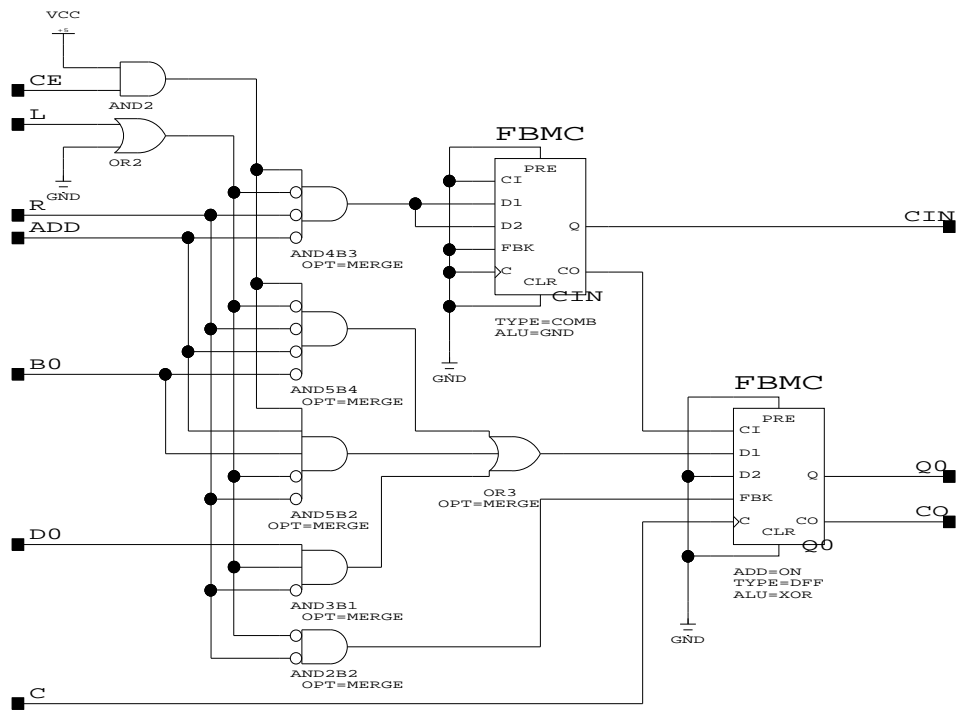 VCC
+5
CE
AND2
L
OR2
GND
R
ADD
AND4B3
OPT=MERGE
FBMC
PRE
CI
D1
D2
Q
FBK
C
CO
CLR
CIN
TYPE=COMB
ALU=GND
GND
CIN
B0
AND5B4
OPT=MERGE
AND5B2
OPT=MERGE
OR3
OPT=MERGE
FBMC
PRE
CI
D1
D2
Q
FBK
C
CO
CLR
Q0
ADD=ON
TYPE=DFF
ALU=XOR
GND
Q0
CO
D0
AND3B1
OPT=MERGE
AND2B2
OPT=MERGE
C